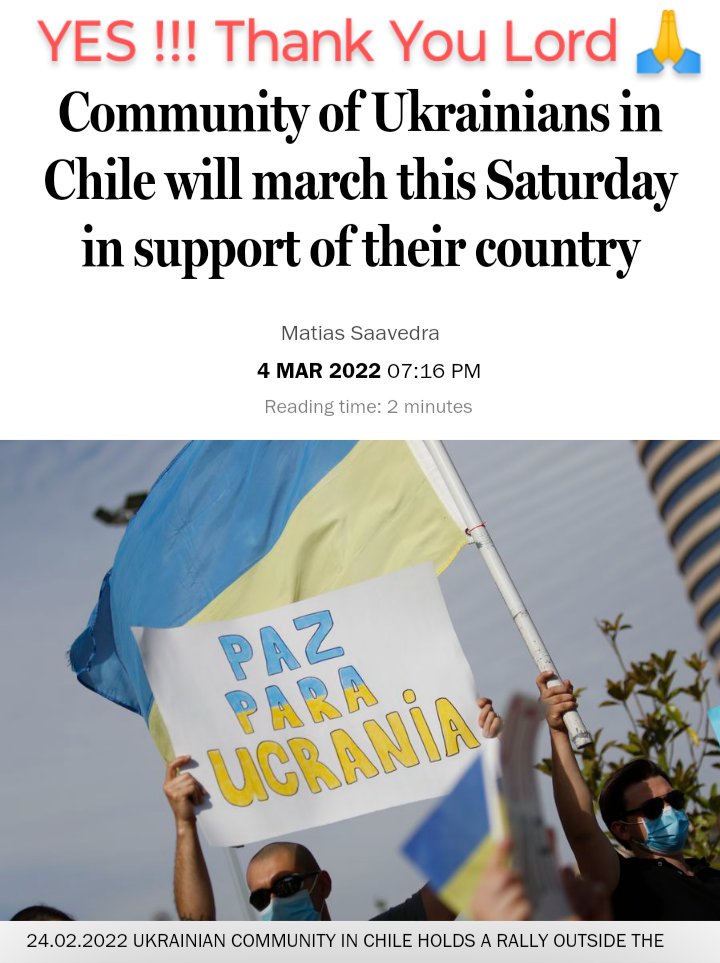 YES !!! Thank You Lord 🙏
Community of Ukrainians in
Chile will march this Saturday
in support of their country
Matias Saavedra
4 MAR 2022 07:16 PM
Reading time: 2 minutes
PAZ
PARA
UCRANiA
24.02.2022 UKRAINIAN COMMUNITY IN CHILE HOLDS A RALLY OUTSIDE THE